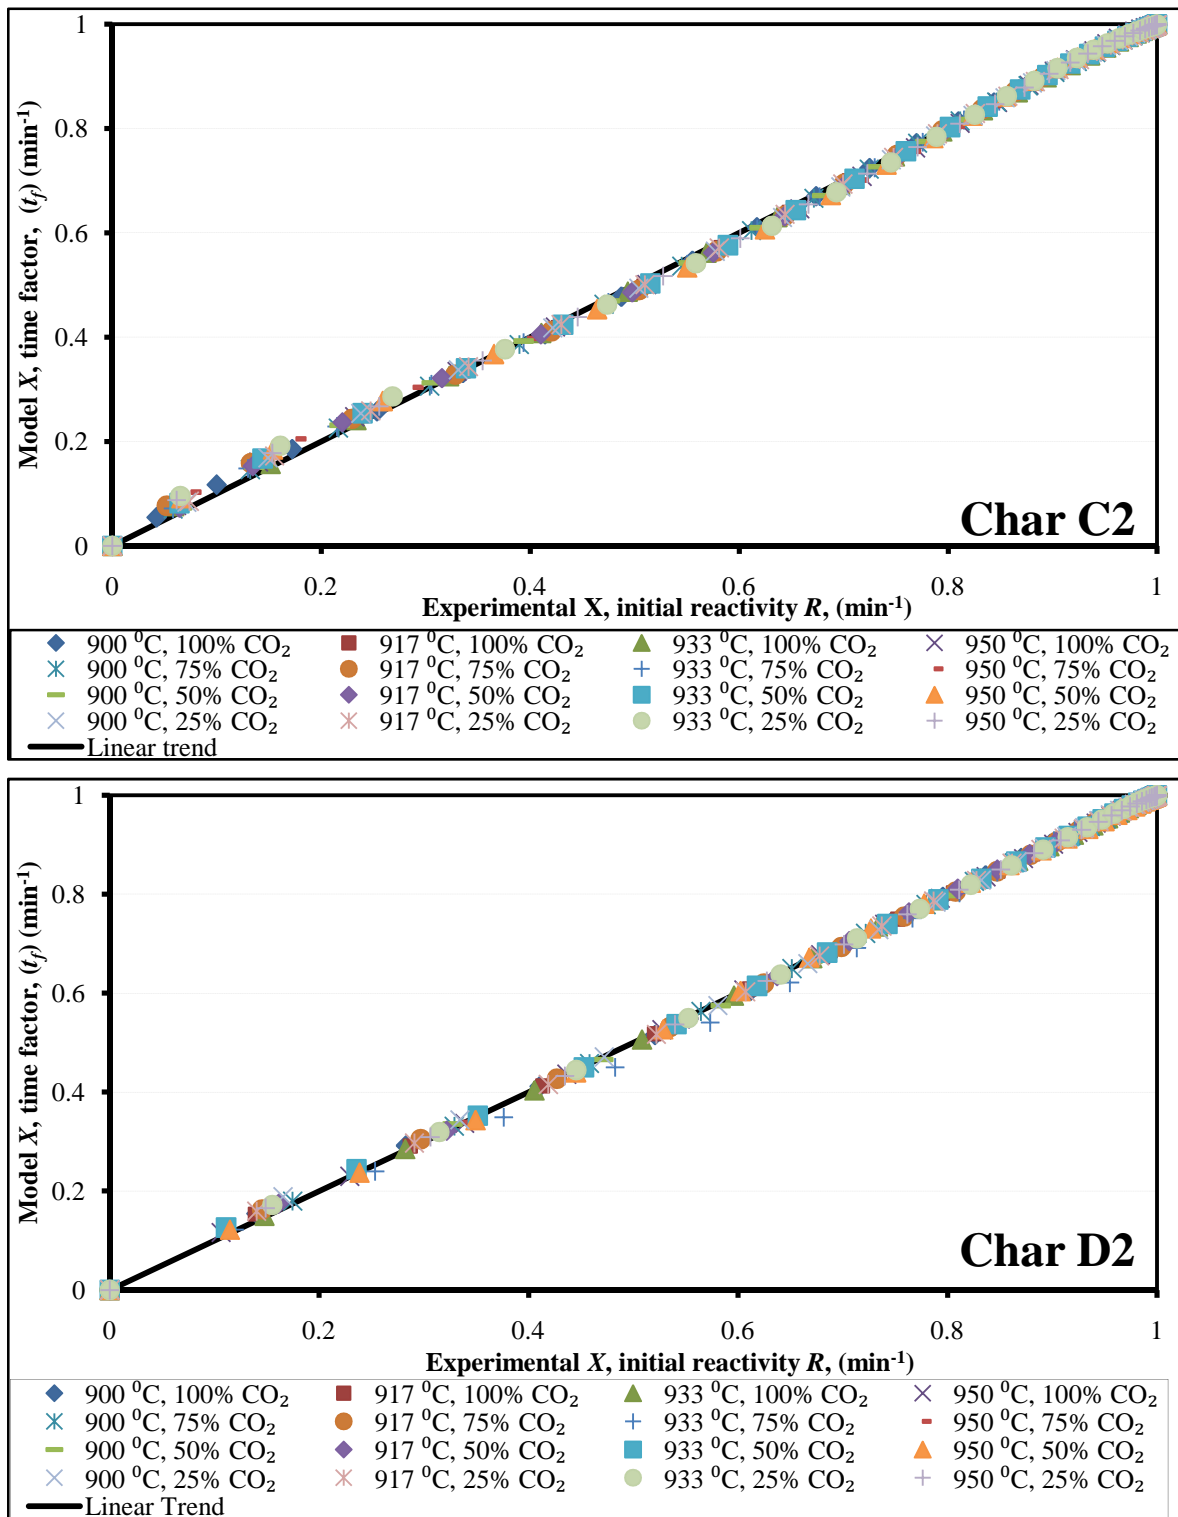 1
0.8
0.6
0.4
0.2
0
Model X, time factor, (t_f) (min⁻¹)
Char C2
0 0.2 0.4 0.6 0.8 1
Experimental X, initial reactivity R, (min⁻¹)
900 ⁰C, 100% CO₂ 917 ⁰C, 100% CO₂ 933 ⁰C, 100% CO₂ 950 ⁰C, 100% CO₂
900 ⁰C, 75% CO₂ 917 ⁰C, 75% CO₂ 933 ⁰C, 75% CO₂ 950 ⁰C, 75% CO₂
900 ⁰C, 50% CO₂ 917 ⁰C, 50% CO₂ 933 ⁰C, 50% CO₂ 950 ⁰C, 50% CO₂
900 ⁰C, 25% CO₂ 917 ⁰C, 25% CO₂ 933 ⁰C, 25% CO₂ 950 ⁰C, 25% CO₂
Linear trend
1
0.8
0.6
0.4
0.2
0
Model X, time factor, (t_f) (min⁻¹)
Char D2
0 0.2 0.4 0.6 0.8 1
Experimental X, initial reactivity R, (min⁻¹)
900 ⁰C, 100% CO₂ 917 ⁰C, 100% CO₂ 933 ⁰C, 100% CO₂ 950 ⁰C, 100% CO₂
900 ⁰C, 75% CO₂ 917 ⁰C, 75% CO₂ 933 ⁰C, 75% CO₂ 950 ⁰C, 75% CO₂
900 ⁰C, 50% CO₂ 917 ⁰C, 50% CO₂ 933 ⁰C, 50% CO₂ 950 ⁰C, 50% CO₂
900 ⁰C, 25% CO₂ 917 ⁰C, 25% CO₂ 933 ⁰C, 25% CO₂ 950 ⁰C, 25% CO₂
Linear Trend